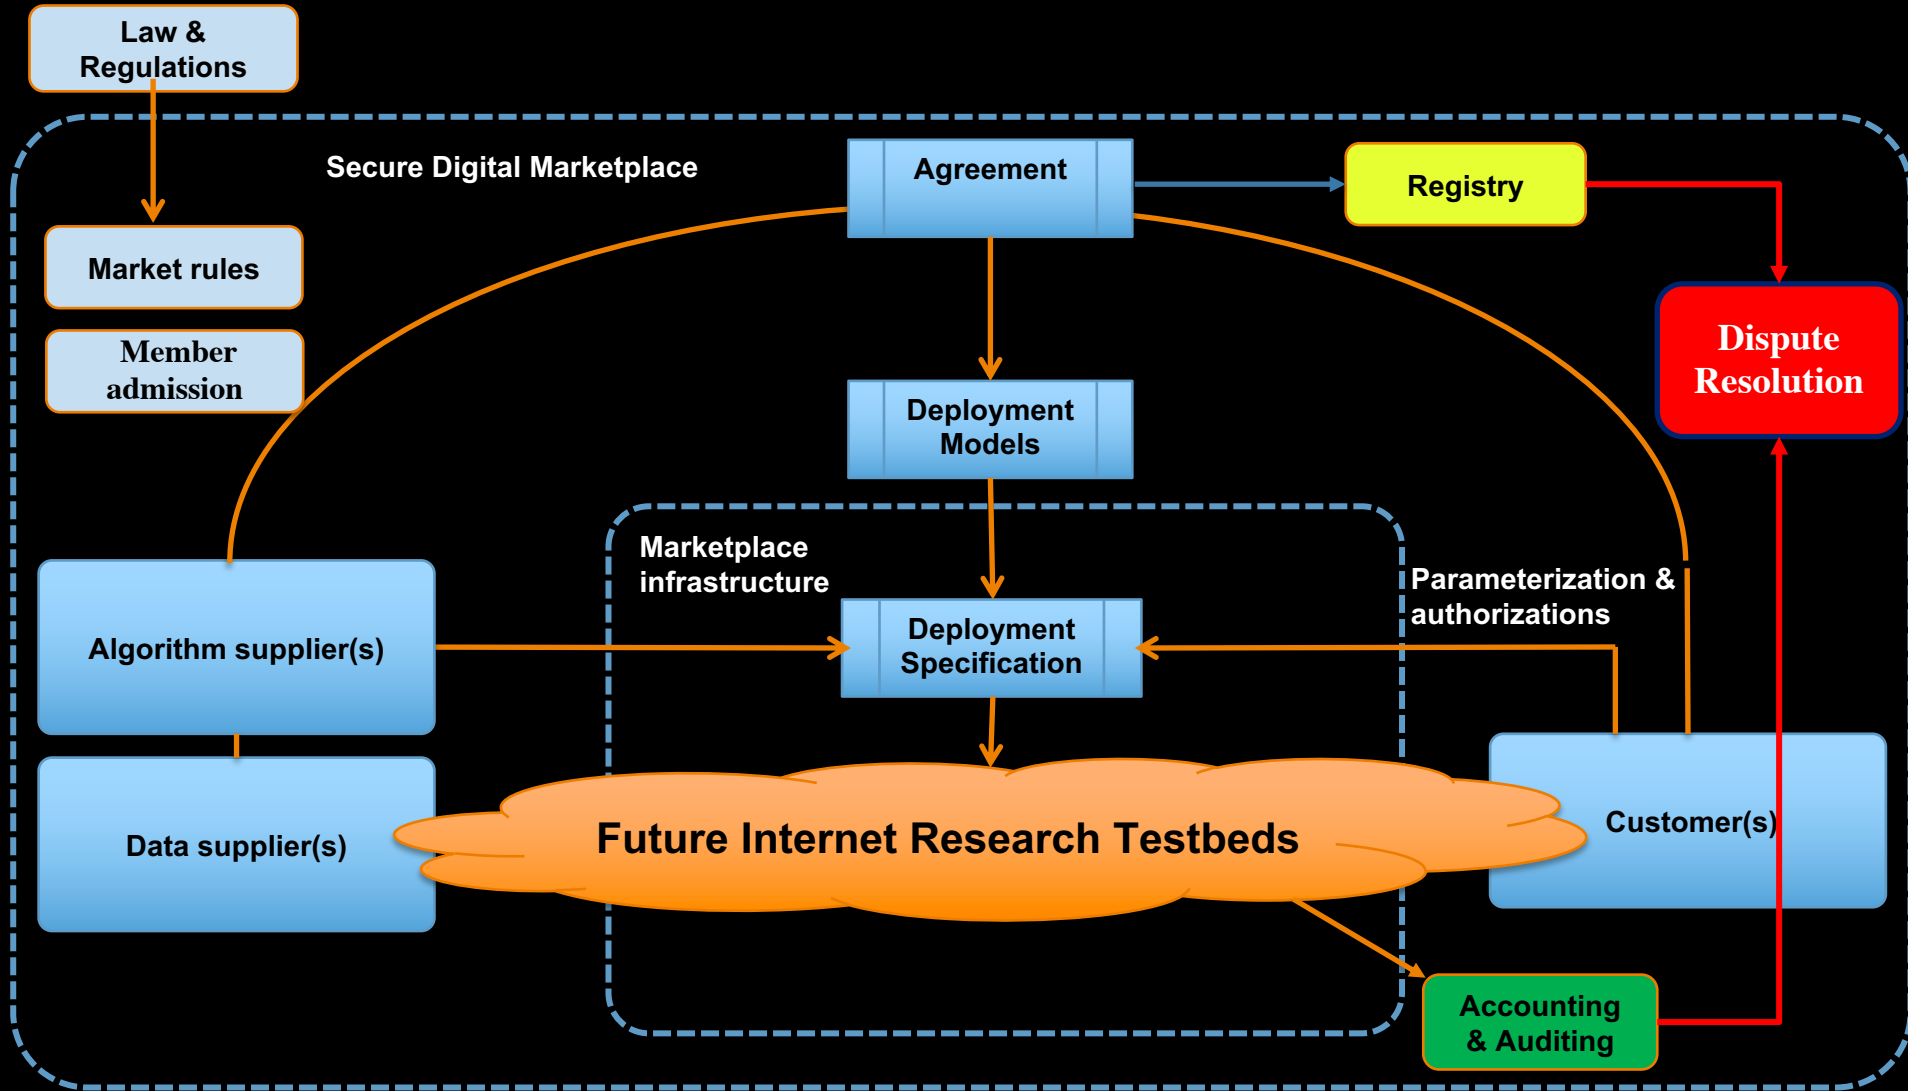 Law &
Regulations
Secure Digital Marketplace
Agreement
Registry
Market rules
Member
admission
Dispute
Resolution
Deployment
Models
Marketplace
infrastructure
Parameterization &
authorizations
Deployment
Specification
Algorithm supplier(s)
Data supplier(s)
Future Internet Research Testbeds
Customer(s)
Accounting
& Auditing